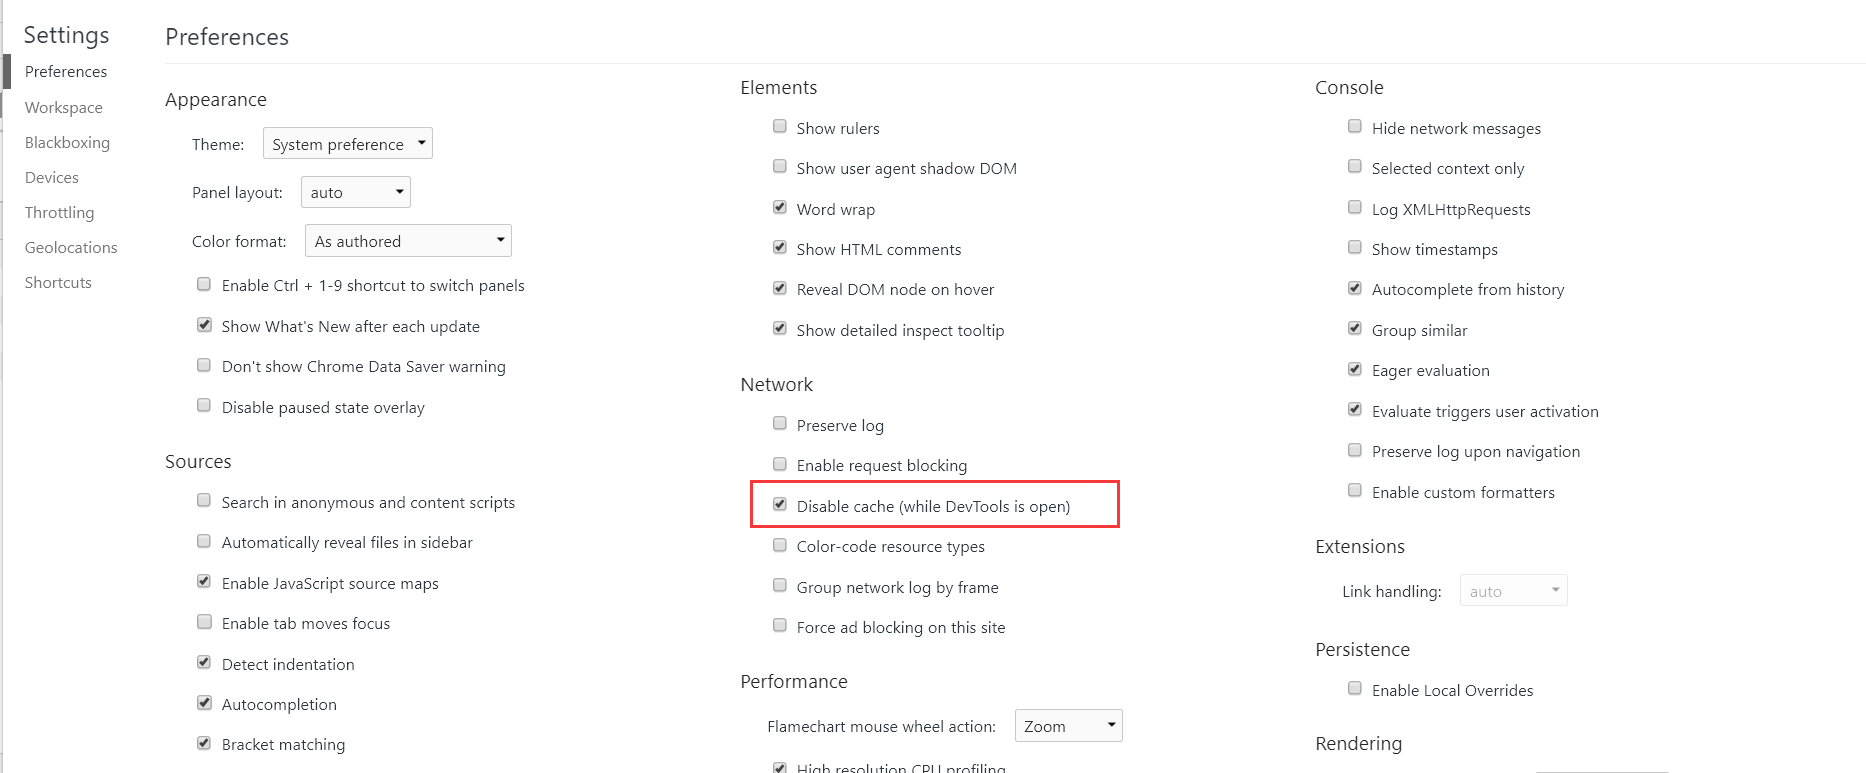 Settings
Preferences
Workspace
Blackboxing
Devices
Throttling
Geolocations
Shortcuts
Preferences
Appearance
Theme: System preference
Panel layout: auto
Color format: As authored
Enable Ctrl + 1-9 shortcut to switch panels
Show What's New after each update
Don't show Chrome Data Saver warning
Disable paused state overlay
Sources
Search in anonymous and content scripts
Automatically reveal files in sidebar
Enable JavaScript source maps
Enable tab moves focus
Detect indentation
Autocompletion
Bracket matching
Elements
Show rulers
Show user agent shadow DOM
Word wrap
Show HTML comments
Reveal DOM node on hover
Show detailed inspect tooltip
Network
Preserve log
Enable request blocking
Disable cache (while DevTools is open)
Color-code resource types
Group network log by frame
Force ad blocking on this site
Performance
Flamechart mouse wheel action: Zoom
High resolution CPU profiling
Console
Hide network messages
Selected context only
Log XMLHttpRequests
Show timestamps
Autocomplete from history
Group similar
Eager evaluation
Evaluate triggers user activation
Preserve log upon navigation
Enable custom formatters
Extensions
Link handling: auto
Persistence
Enable Local Overrides
Rendering